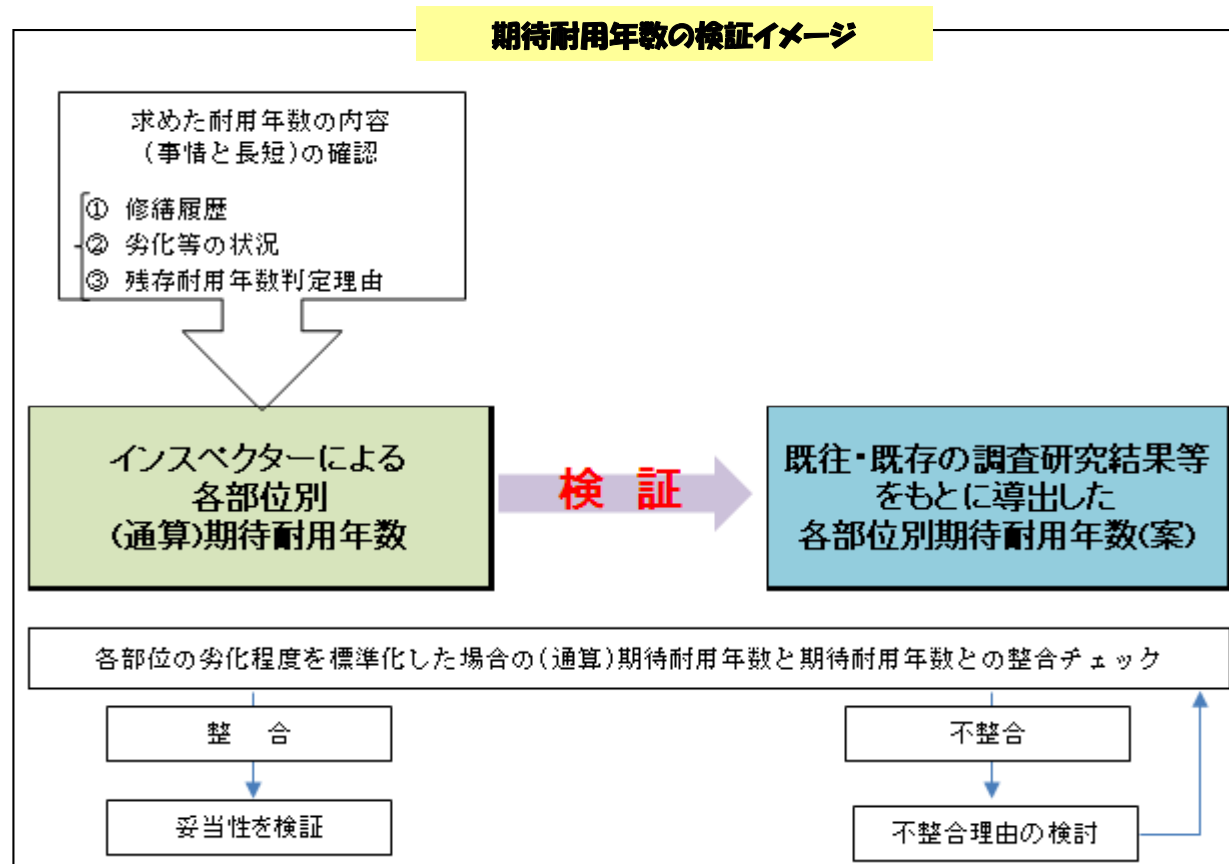 期待耐用年数の検証イメージ
求めた耐用年数の内容
(事情と長短)の確認
① 修繕履歴
② 劣化等の状況
③ 残存耐用年数判定理由
インスペクターによる
各部位別
(通算)期待耐用年数
検 証
既往・既存の調査研究結果等
をもとに導出した
各部位別期待耐用年数(案)
各部位の劣化程度を標準化した場合の(通算)期待耐用年数と期待耐用年数との整合チェック
整 合
不整合
妥当性を検証
不整合理由の検討